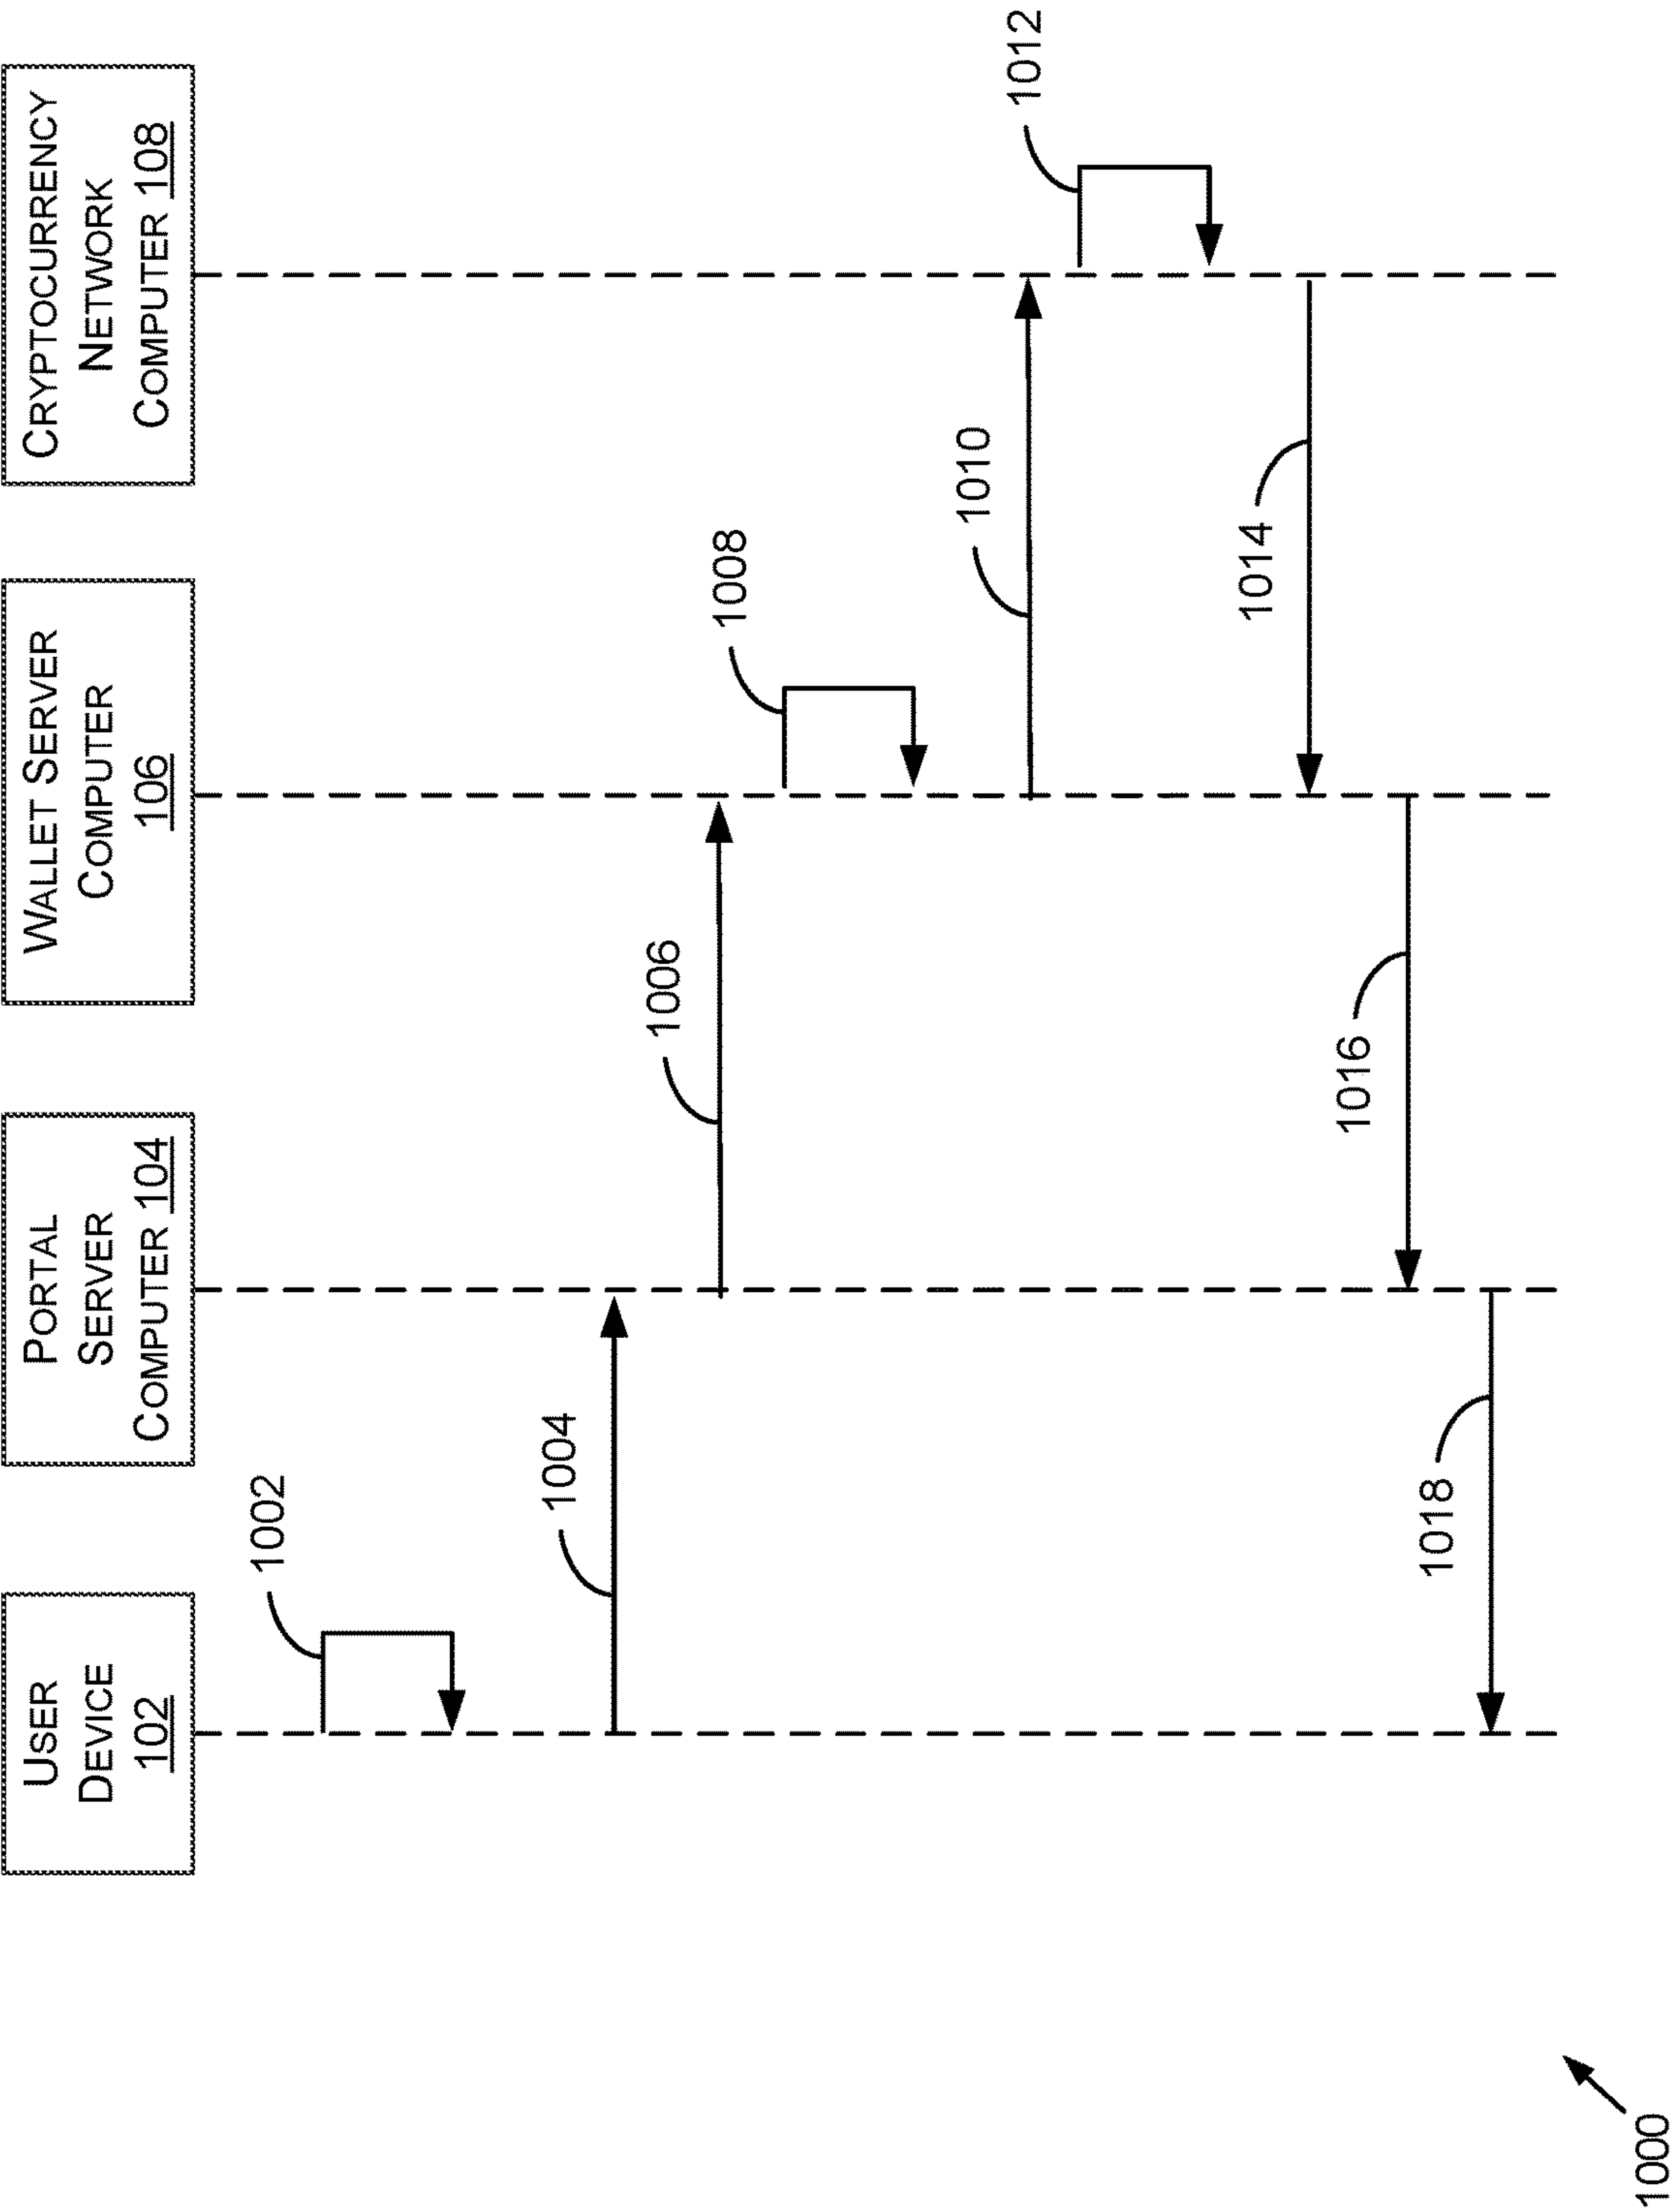 USER
DEVICE
102
PORTAL
SERVER
COMPUTER 104
WALLET SERVER
COMPUTER
106
CRYPTOCURRENCY
NETWORK
COMPUTER 108
1002
1004
1006
1008
1010
1012
1014
1016
1018
1000